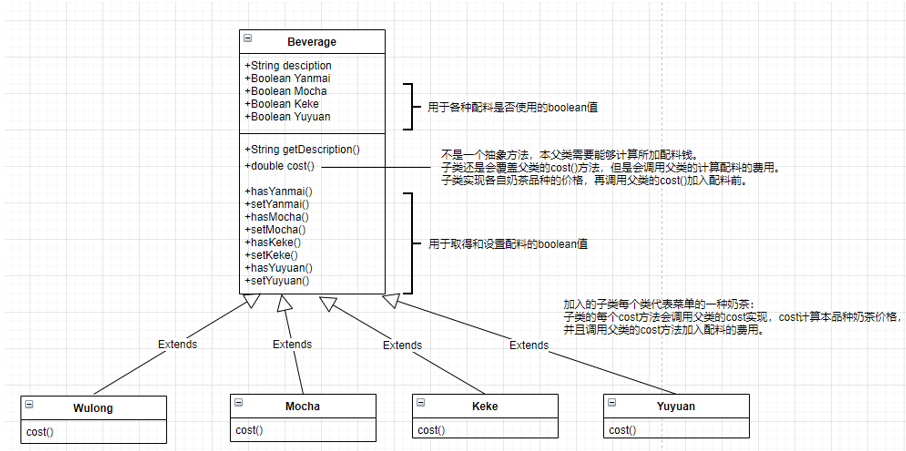 Beverage
+String desciption
+Boolean Yanmai
+Boolean Mocha
+Boolean Keke
+Boolean Yuyuan
用于各种配料是否使用的boolean值
+String getDescription()
+double cost()
不是一个抽象方法，本父类需要能够计算所加配料钱。
子类还是会覆盖父类的cost()方法，但是会调用父类的计算配料的费用。
子类实现各自奶茶品种的价格，再调用父类的cost()加入配料前。
+hasYanmai()
+setYanmai()
+hasMocha()
+setMocha()
+hasKeke()
+setKeke()
+hasYuyuan()
+setYuyuan()
用于取得和设置配料的boolean值
加入的子类每个类代表菜单的一种奶茶：
子类的每个cost方法会调用父类的cost实现，cost计算本品种奶茶价格，
并且调用父类的cost方法加入配料的费用。
Extends
Extends
Extends
Extends
Wulong
cost()
Mocha
cost()
Keke
cost()
Yuyuan
cost()